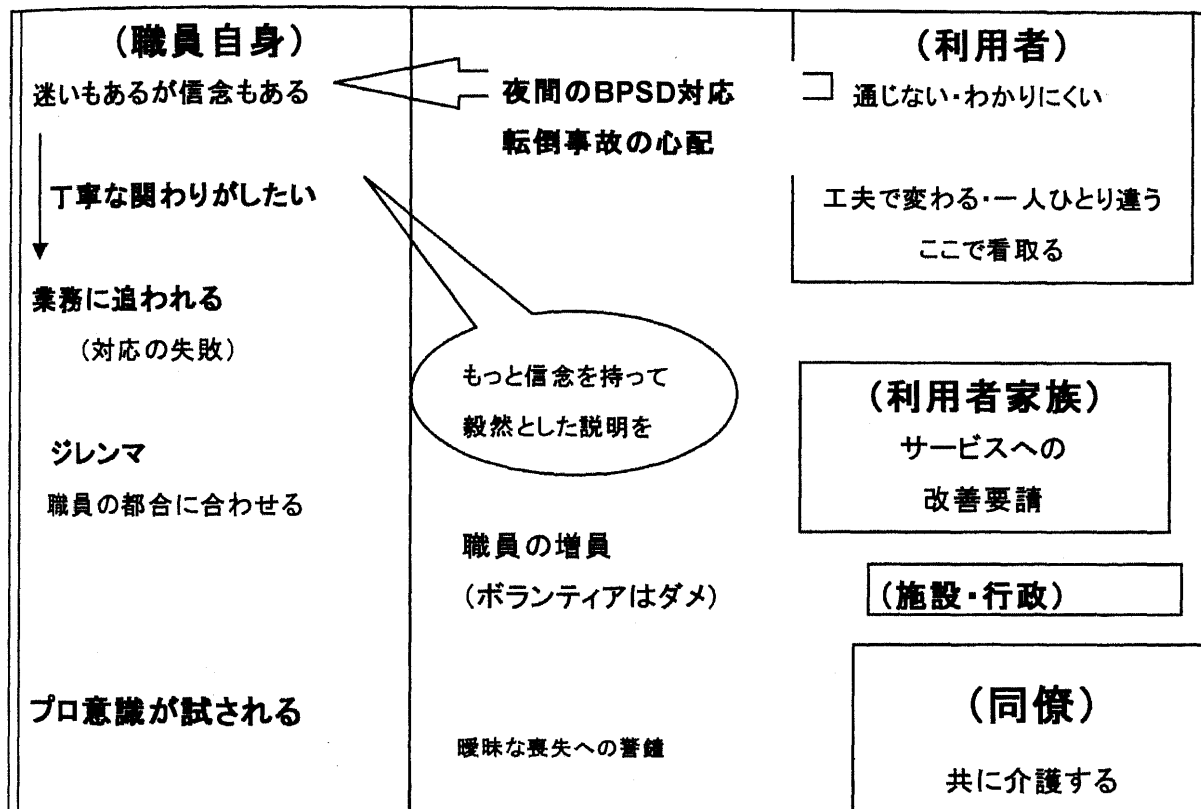 (職員自身)
迷いもあるが信念もある
丁寧な関わりがしたい
業務に追われる
(対応の失敗)
ジレンマ
職員の都合に合わせる
プロ意識が試される
夜間のBPSD対応
転倒事故の心配
もっと信念を持って
毅然とした説明を
職員の増員
(ボランティアはダメ)
曖昧な喪失への警鐘
(利用者)
通じない・わかりにくい
工夫で変わる・一人ひとり違う
ここで看取る
(利用者家族)
サービスへの
改善要請
(施設・行政)
(同僚)
共に介護する